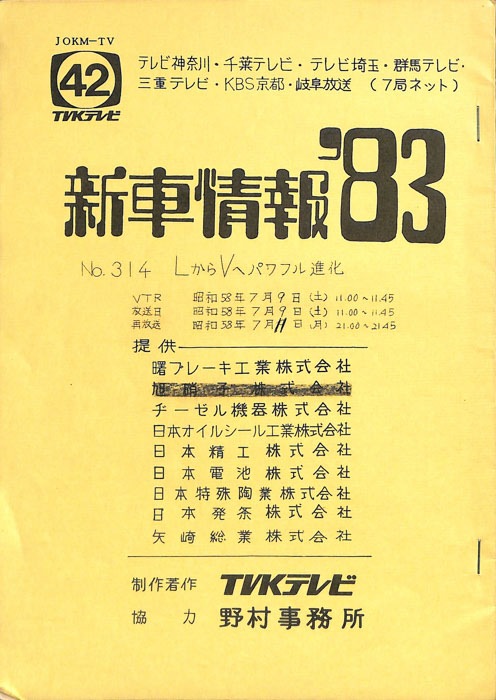 JOKM-TV
42
TVKテレビ
テレビ神奈川・千葉テレビ・テレビ埼玉・群馬テレビ・
三重テレビ・KBS京都・岐阜放送 (7局ネット)
新車情報'83
No.314 LからVへパワフル進化
VTR 昭和58年7月9日(土) 11.00~11.45
放送日 昭和58年7月9日(土) 11.00~11.45
再放送 昭和58年7月11日(月) 21.00~21.45
提供
曙ブレーキ工業株式会社
旭硝子株式会社
ヂーゼル機器株式会社
日本オイルシール工業株式会社
日本精工株式会社
日本電池株式会社
日本特殊陶業株式会社
日本発条株式会社
矢崎総業株式会社
制作著作 TVKテレビ
協力 野村事務所